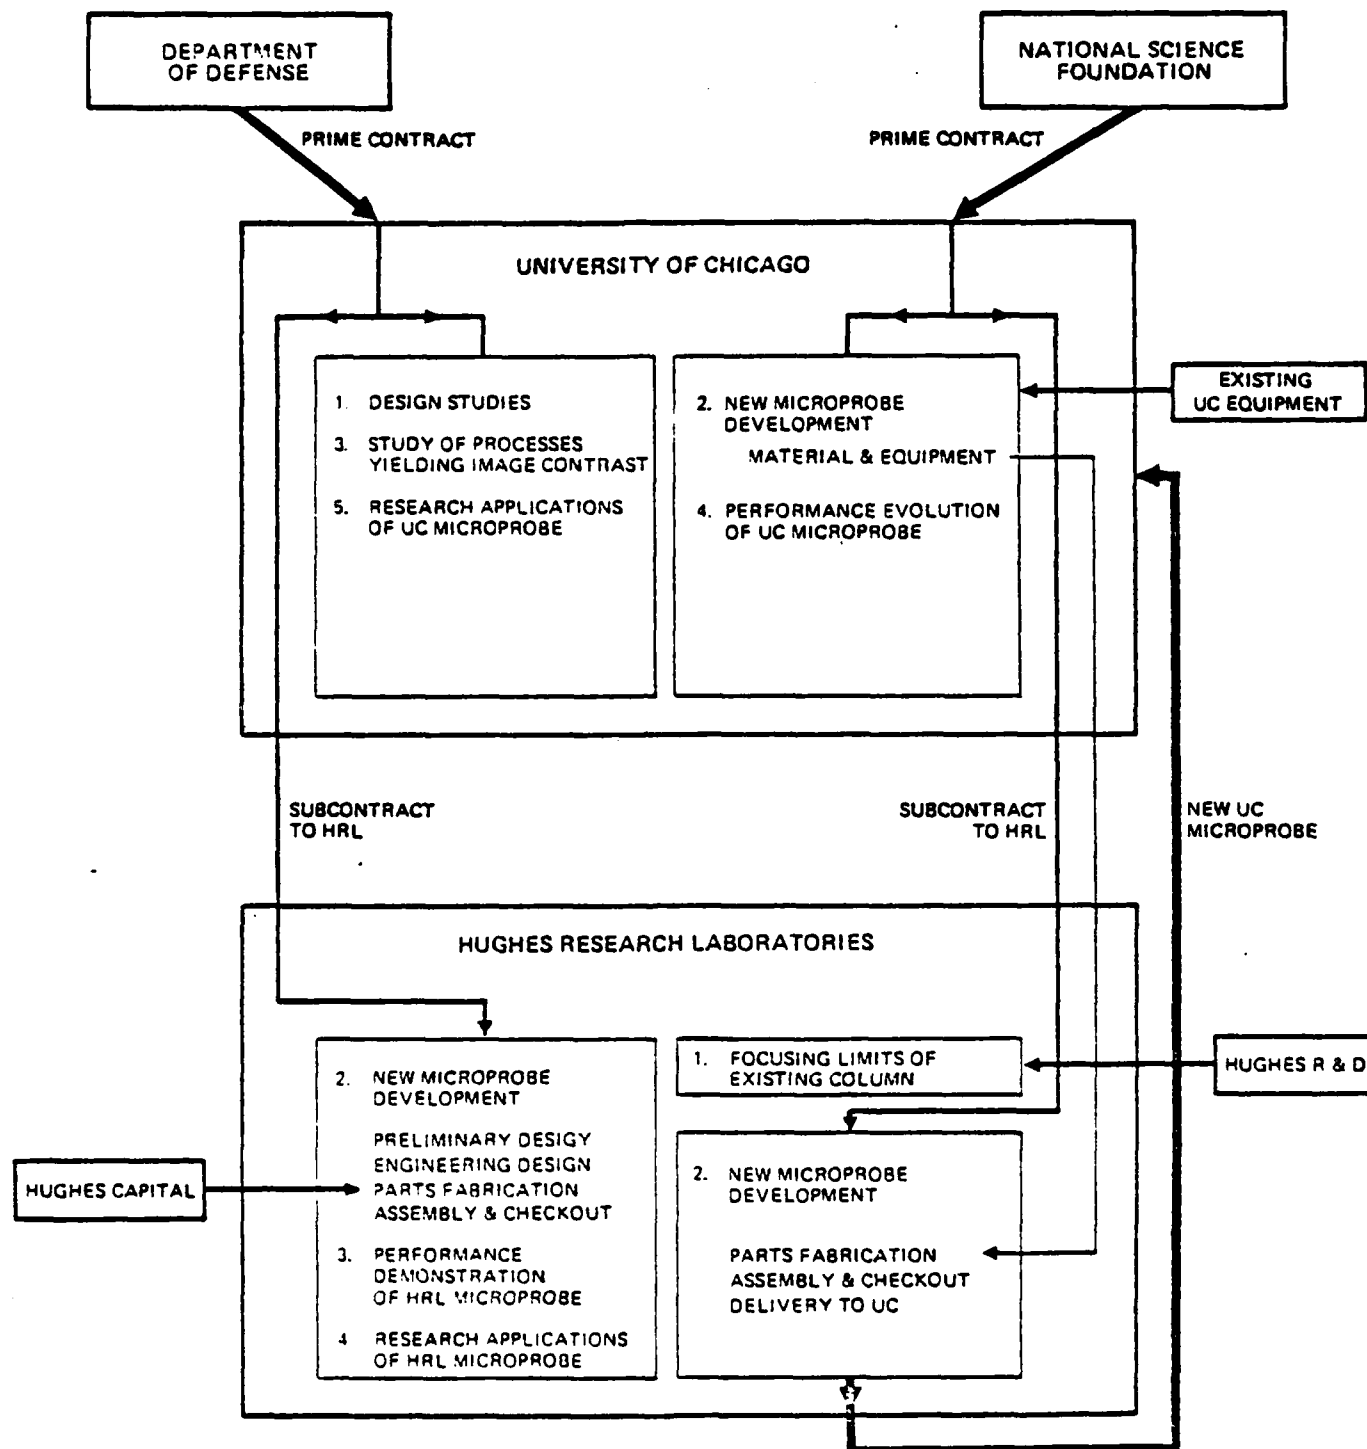 DEPARTMENT
OF DEFENSE
NATIONAL SCIENCE
FOUNDATION
PRIME CONTRACT
PRIME CONTRACT
UNIVERSITY OF CHICAGO
1. DESIGN STUDIES
3. STUDY OF PROCESSES
YIELDING IMAGE CONTRAST
5. RESEARCH APPLICATIONS
OF UC MICROPROBE
2. NEW MICROPROBE
DEVELOPMENT
MATERIAL & EQUIPMENT
4. PERFORMANCE EVOLUTION
OF UC MICROPROBE
EXISTING
UC EQUIPMENT
SUBCONTRACT
TO HRL
SUBCONTRACT
TO HRL
NEW UC
MICROPROBE
HUGHES RESEARCH LABORATORIES
2. NEW MICROPROBE
DEVELOPMENT
PRELIMINARY DESIGY
ENGINEERING DESIGN
PARTS FABRICATION
ASSEMBLY & CHECKOUT
3. PERFORMANCE
DEMONSTRATION
OF HRL MICROPROBE
4 RESEARCH APPLICATIONS
OF HRL MICROPROBE
1. FOCUSING LIMITS OF
EXISTING COLUMN
2. NEW MICROPROBE
DEVELOPMENT
PARTS FABRICATION
ASSEMBLY & CHECKOUT
DELIVERY TO UC
HUGHES R & D
HUGHES CAPITAL